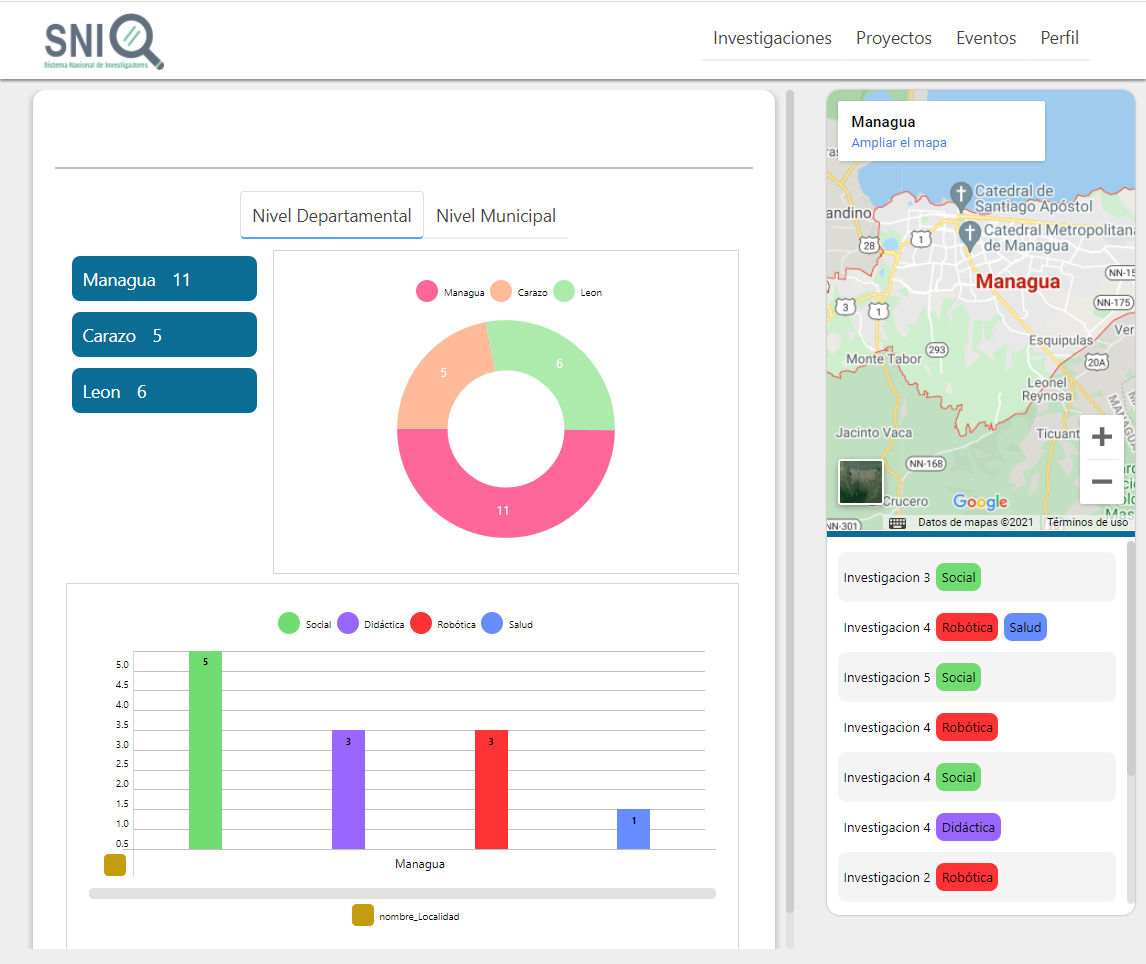 SNI
Sistema Nacional de Investigadores
Investigaciones Proyectos Eventos Perfil
Nivel Departamental Nivel Municipal
Managua 11
Carazo 5
Leon 6
Managua Carazo Leon
5
6
11
Social Didáctica Robótica Salud
5.0
4.5
4.0
3.5
3.0
2.5
2.0
1.5
1.0
0.5
5
3
3
1
Managua
nombre_Localidad
Managua
Ampliar el mapa
Catedral de
Santiago Apóstol
andino
Catedral Metropolitana
de Managua
28
1
Managua
NN-15
3
1
NN-175
Ver
Esquipulas
293
Monte Tabor
20A
Leonel
Reynosa
Jacinto Vaca
Ticuant
NN-168
Crucero
Google
Mas
NN-301
Datos de mapas ©2021 Términos de uso
Investigacion 3 Social
Investigacion 4 Robótica Salud
Investigacion 5 Social
Investigacion 4 Robótica
Investigacion 4 Social
Investigacion 4 Didáctica
Investigacion 2 Robótica